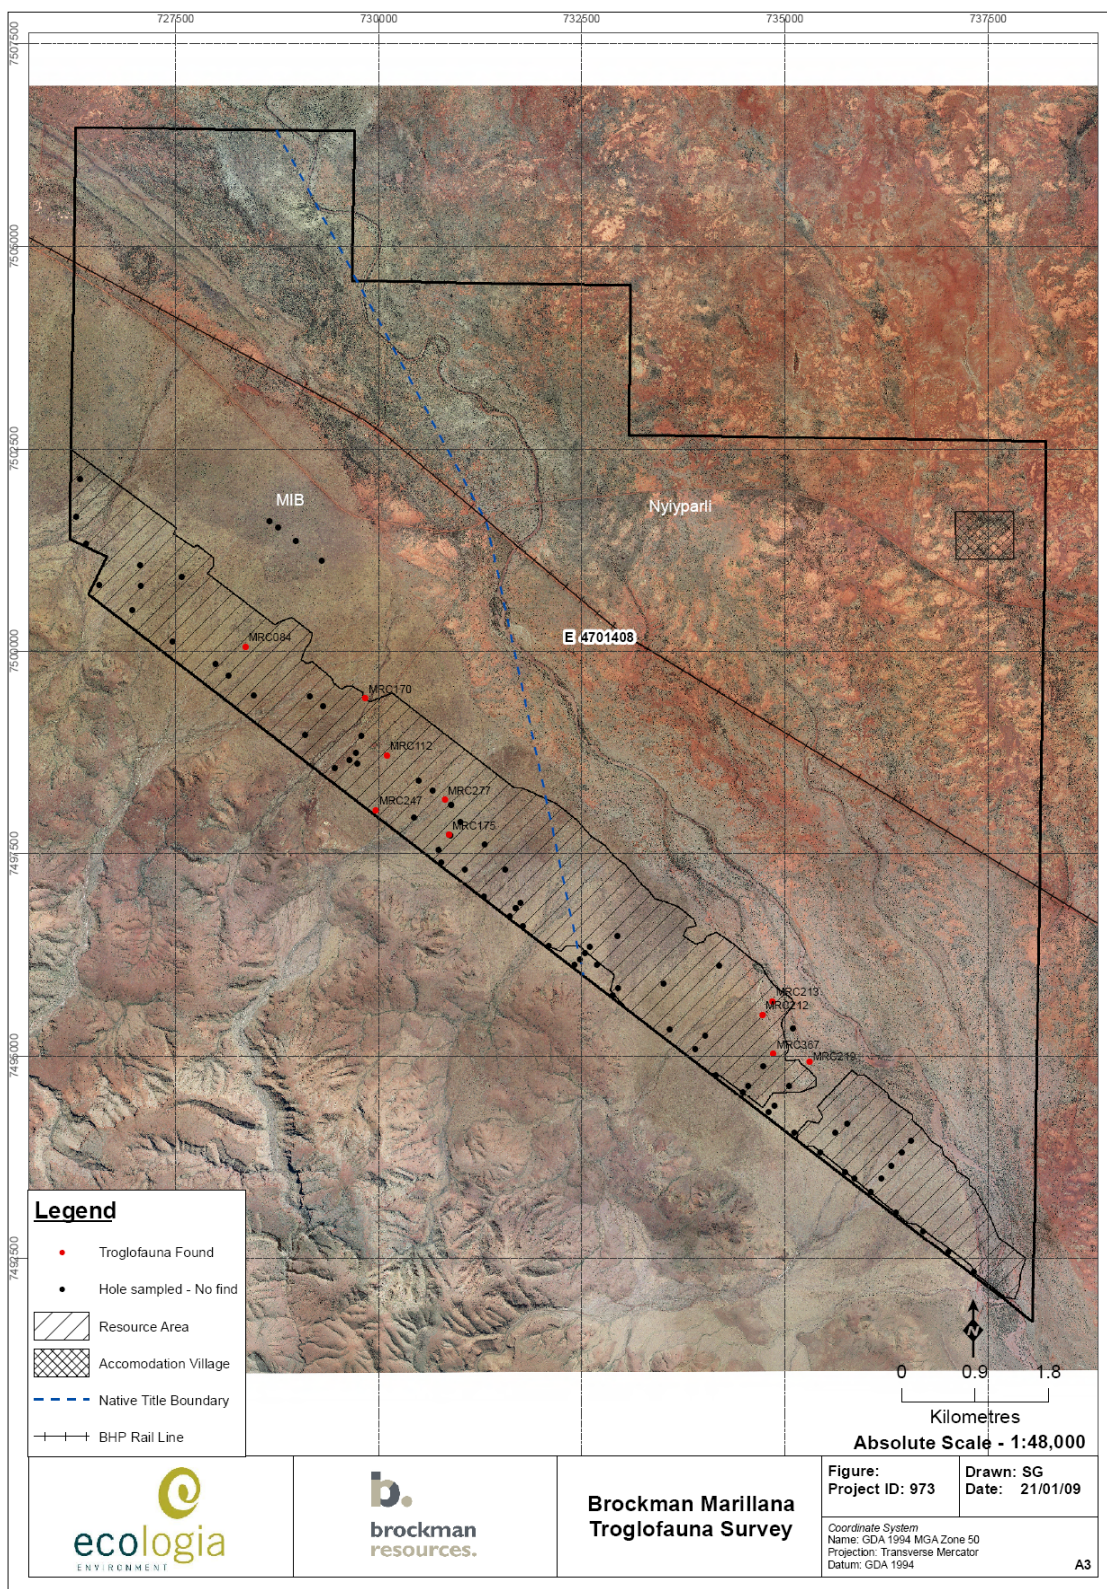 727500
730000
732500
735000
737500
7507500
7505000
7502500
7500000
7497500
7495000
7492500
MIB
Nyiyparli
E 4701408
MRC084
MRC170
MRC112
MRC277
MRC247
MRC175
MRC213
MRC212
MRC367
MRC219
Legend
Troglofauna Found
Hole sampled - No find
Resource Area
Accomodation Village
Native Title Boundary
BHP Rail Line
N
0 0.9 1.8
Kilometres
Absolute Scale - 1:48,000
ecologia
ENVIRONMENT
b.
brockman
resources.
Brockman Marillana
Troglofauna Survey
Figure:
Project ID: 973
Drawn: SG
Date: 21/01/09
Coordinate System
Name: GDA 1994 MGA Zone 50
Projection: Transverse Mercator
Datum: GDA 1994
A3